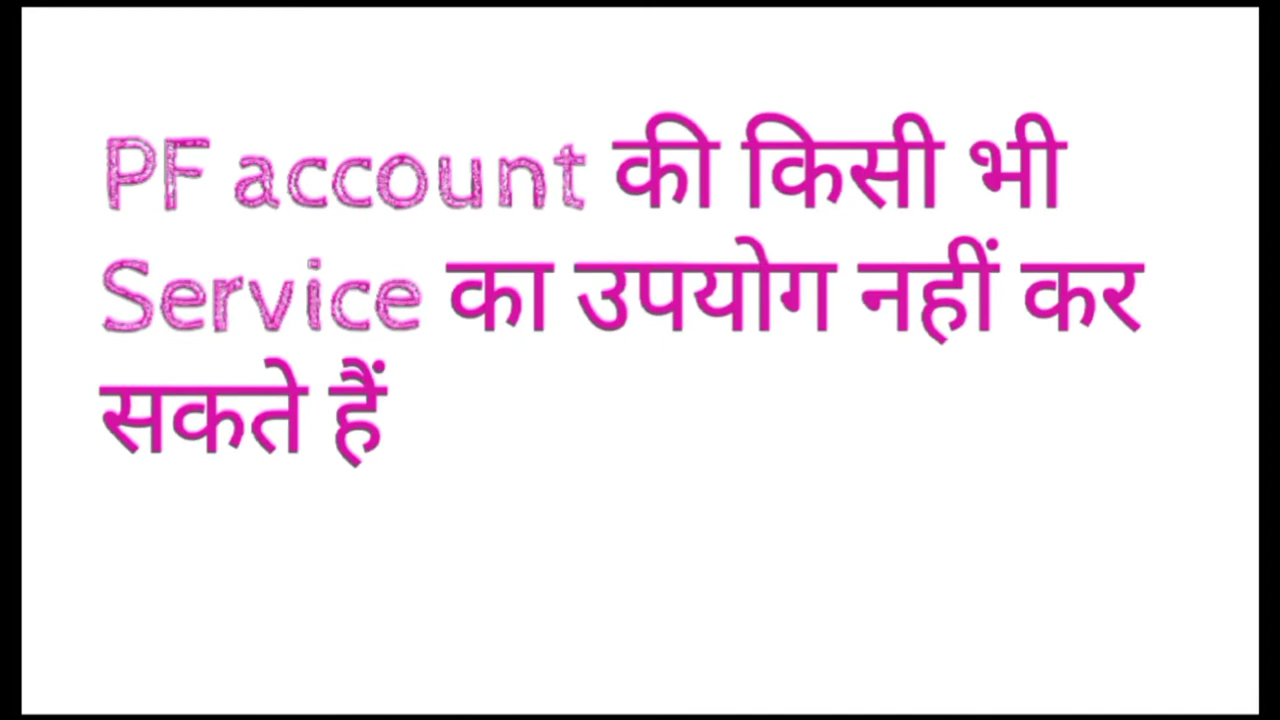 PF account की किसी भी
Service का उपयोग नहीं कर
सकते हैं